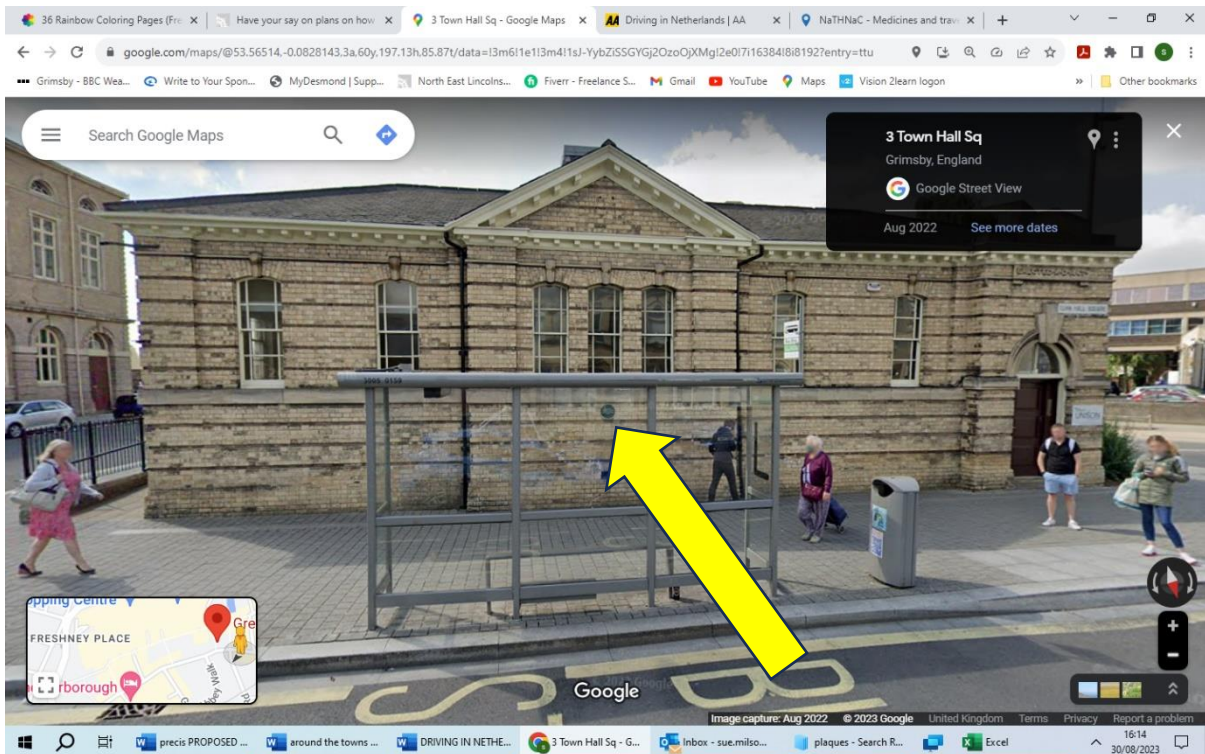 36 Rainbow Coloring Pages (Fre
Have your say on plans on how
3 Town Hall Sq - Google Maps
AA Driving in Netherlands | AA
NaTHNaC - Medicines and trav
google.com/maps/@53.56514,-0.0828143,3a,60y,197.13h,85.87t/data=!3m6!1e1!3m4!1sJ-YybZiSSGYGj2OzoOjXMg!2e0!7i16384!8i8192?entry=ttu
Grimsby - BBC Wea...
Write to Your Spon...
MyDesmond | Supp...
North East Lincolns...
Fiverr - Freelance S...
Gmail
YouTube
Maps
Vision 2learn logon
»
Other bookmarks
Search Google Maps
3 Town Hall Sq
Grimsby, England
Google Street View
Aug 2022 See more dates
TOWN HALL SQUARE
UNISON
FRESHNEY PLACE
Gre
rborough
Google
Image capture: Aug 2022 © 2023 Google United Kingdom Terms Privacy Report a problem
precis PROPOSED ...
around the towns ...
DRIVING IN NETHE...
3 Town Hall Sq - G...
Inbox - sue.milso...
plaques - Search R...
Excel
16:14
30/08/2023